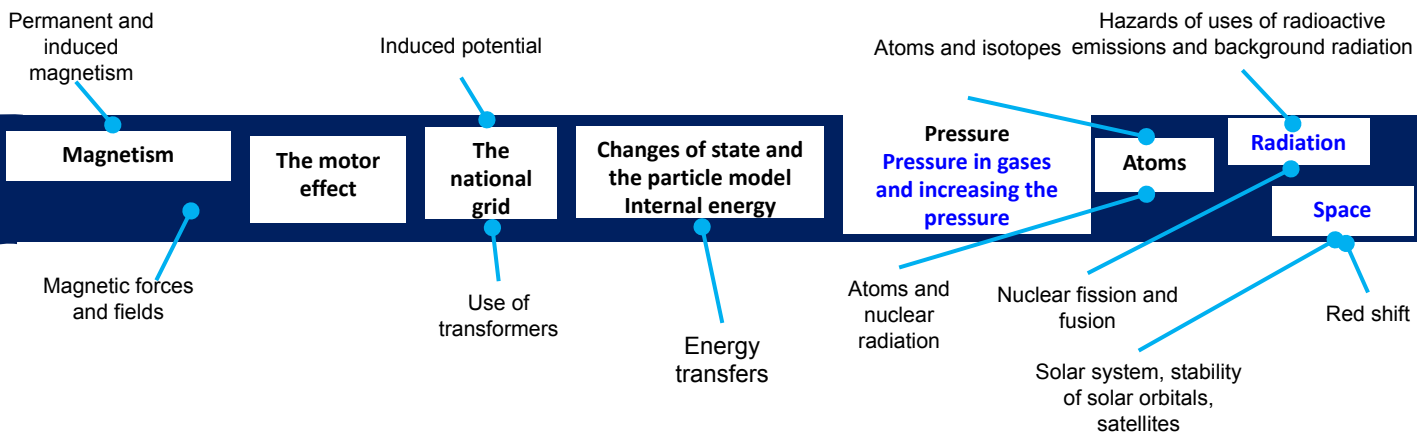 Permanent and
induced
magnetism
Induced potential
Atoms and isotopes
Hazards of uses of radioactive
emissions and background radiation
Magnetism
The motor
effect
The
national
grid
Changes of state and
the particle model
Internal energy
Pressure
Pressure in gases
and increasing the
pressure
Atoms
Radiation
Space
Magnetic forces
and fields
Use of
transformers
Energy
transfers
Atoms and
nuclear
radiation
Nuclear fission and
fusion
Solar system, stability
of solar orbitals,
satellites
Red shift